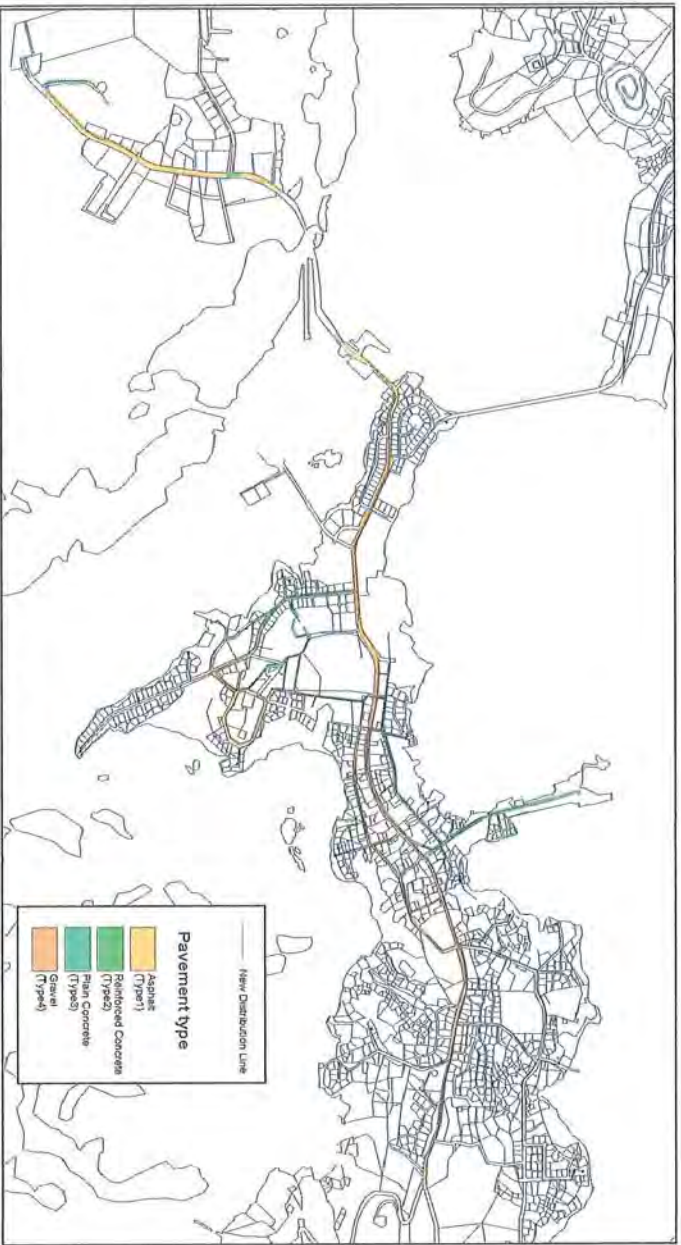 New Distribution Line
Pavement type
Asphalt
(Type1)
Reinforced Concrete
(Type2)
Plain Concrete
(Type3)
Gravel
(Type4)